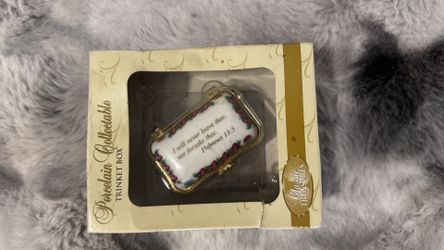 Porcelain Collectable
TRINKET BOX
I will never leave thee,
nor forsake thee.
Hebrews 13:5